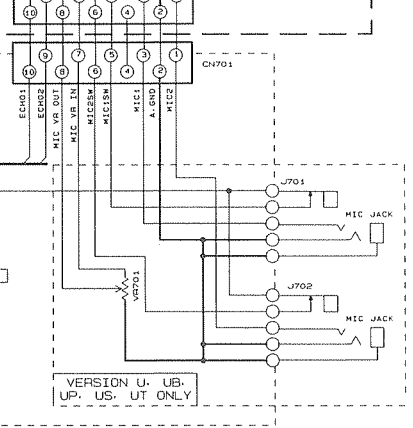 10 8 6 4 2
9 7 5 3 1
CN701
10 8 6 4 2
ECHO1
ECHO2
MIC VR OUT
MIC VR IN
MIC2SW
MIC1SW
MIC1
A.GND
MIC2
J701
MIC JACK
VR701
J702
MIC JACK
VERSION U, UB,
UP, US, UT ONLY